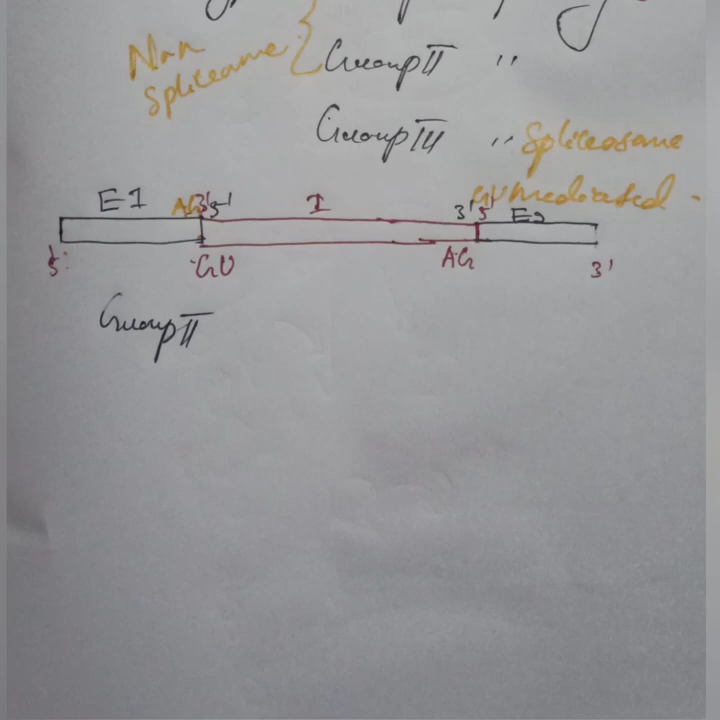 Non
Spliceosome { Group II "
Group III " Spliceosome
mediated.
E1 AG 3' 5' I 3' 5' E2
5' GU AG 3'
Group II